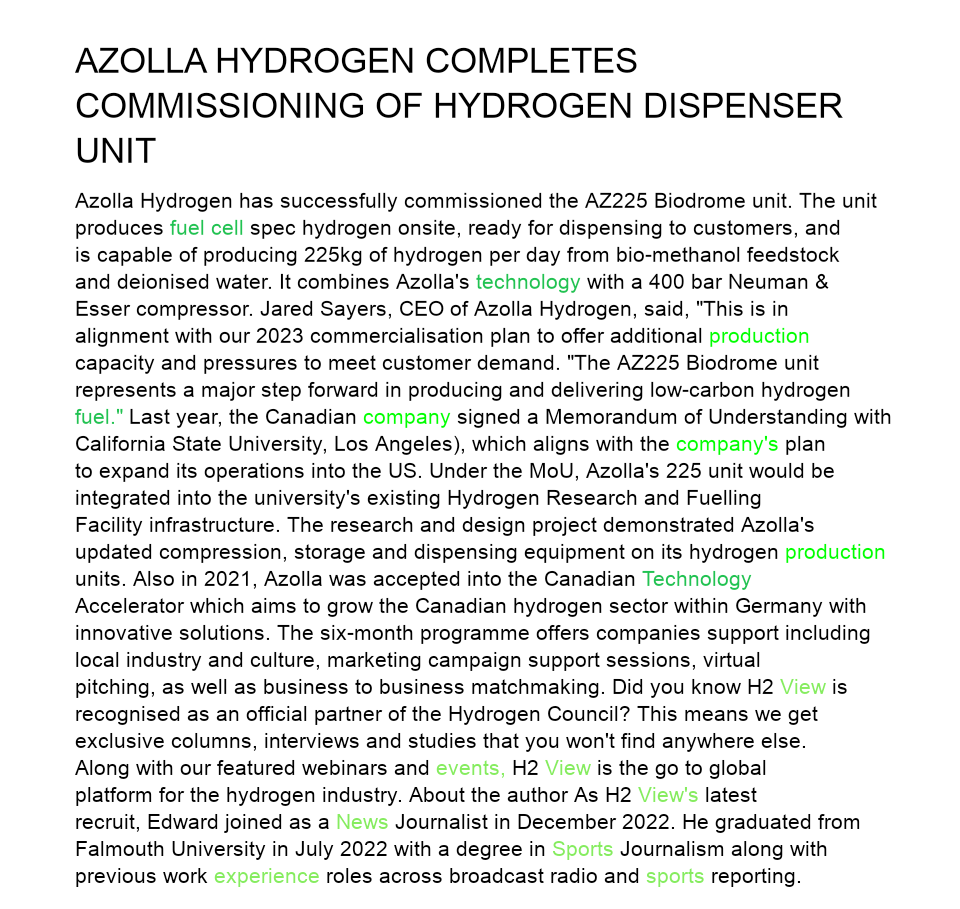 AZOLLA HYDROGEN COMPLETES
COMMISSIONING OF HYDROGEN DISPENSER
UNIT
Azolla Hydrogen has successfully commissioned the AZ225 Biodrome unit. The unit
produces fuel cell spec hydrogen onsite, ready for dispensing to customers, and
is capable of producing 225kg of hydrogen per day from bio-methanol feedstock
and deionised water. It combines Azolla's technology with a 400 bar Neuman &
Esser compressor. Jared Sayers, CEO of Azolla Hydrogen, said, "This is in
alignment with our 2023 commercialisation plan to offer additional production
capacity and pressures to meet customer demand. "The AZ225 Biodrome unit
represents a major step forward in producing and delivering low-carbon hydrogen
fuel." Last year, the Canadian company signed a Memorandum of Understanding with
California State University, Los Angeles), which aligns with the company's plan
to expand its operations into the US. Under the MoU, Azolla's 225 unit would be
integrated into the university's existing Hydrogen Research and Fuelling
Facility infrastructure. The research and design project demonstrated Azolla's
updated compression, storage and dispensing equipment on its hydrogen production
units. Also in 2021, Azolla was accepted into the Canadian Technology
Accelerator which aims to grow the Canadian hydrogen sector within Germany with
innovative solutions. The six-month programme offers companies support including
local industry and culture, marketing campaign support sessions, virtual
pitching, as well as business to business matchmaking. Did you know H2 View is
recognised as an official partner of the Hydrogen Council? This means we get
exclusive columns, interviews and studies that you won't find anywhere else.
Along with our featured webinars and events, H2 View is the go to global
platform for the hydrogen industry. About the author As H2 View's latest
recruit, Edward joined as a News Journalist in December 2022. He graduated from
Falmouth University in July 2022 with a degree in Sports Journalism along with
previous work experience roles across broadcast radio and sports reporting.